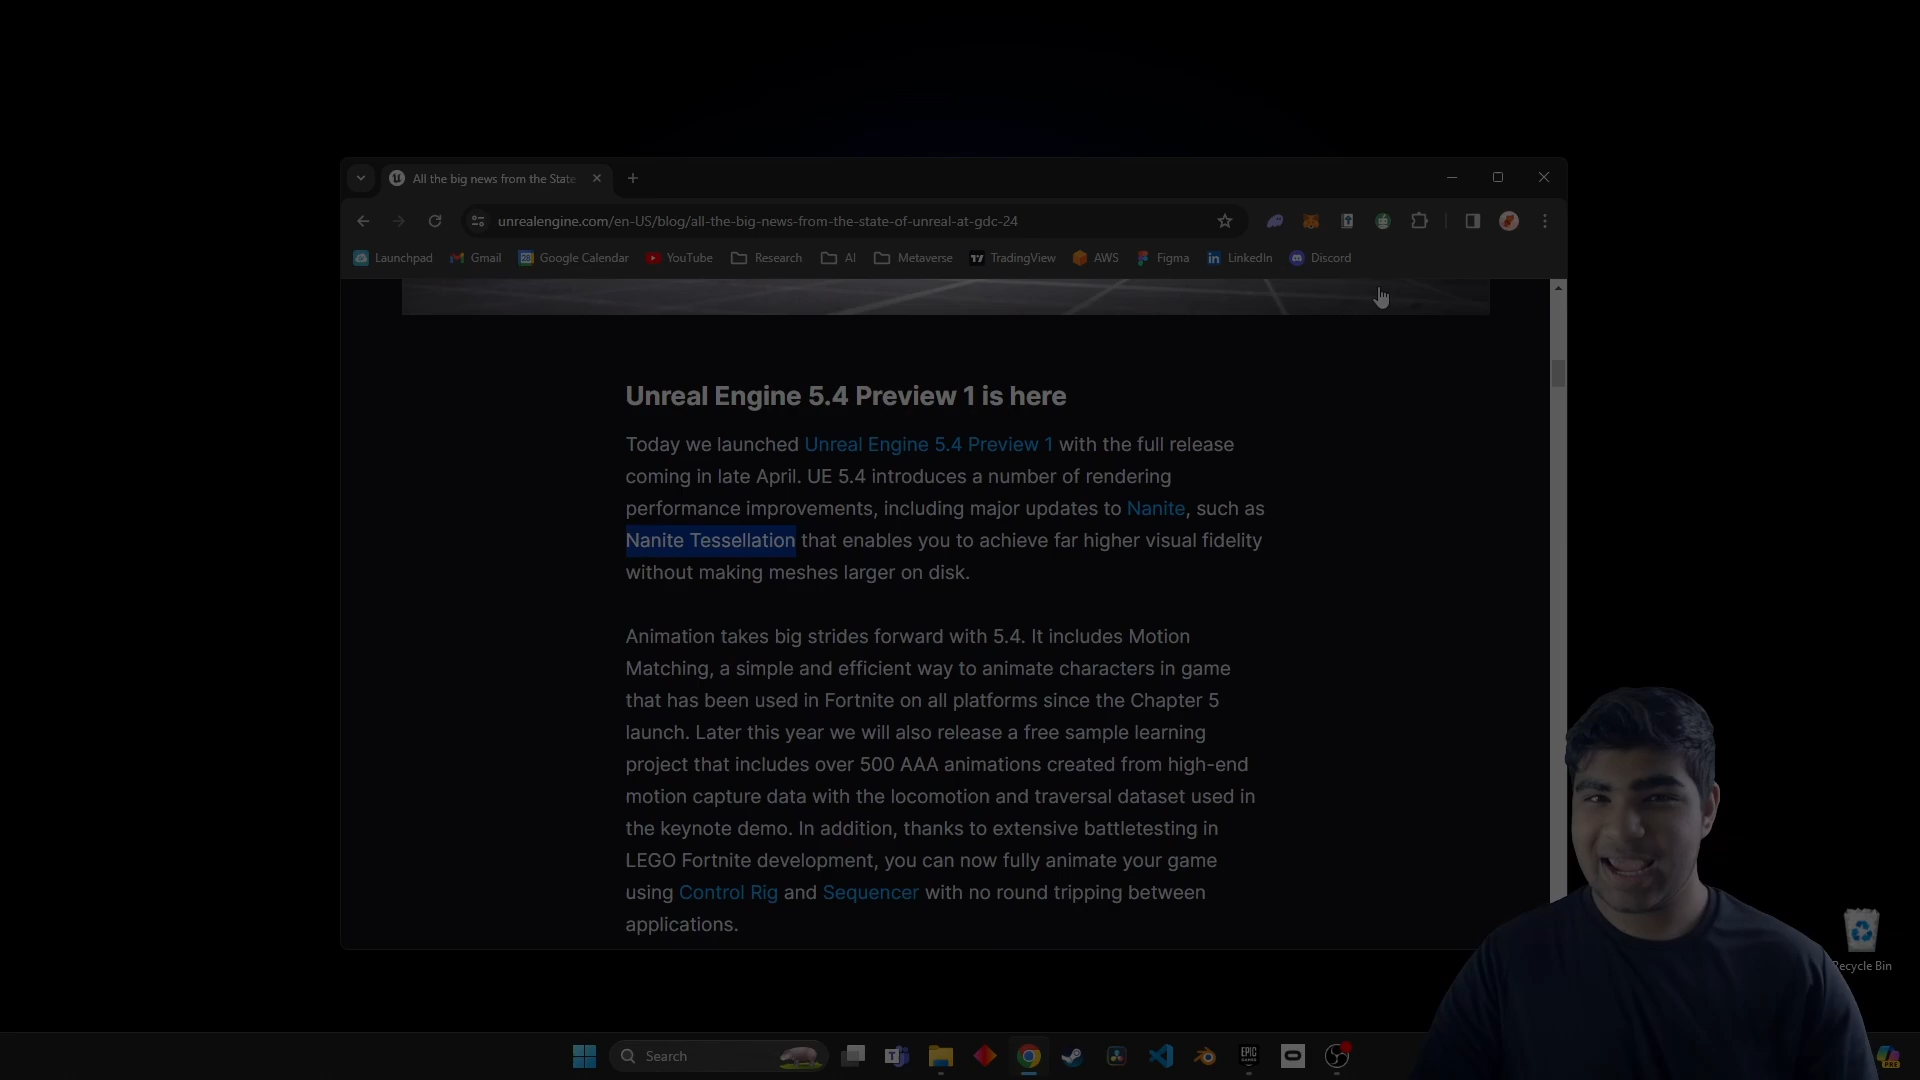 All the big news from the State
unrealengine.com/en-US/blog/all-the-big-news-from-the-state-of-unreal-at-gdc-24
Launchpad Gmail Google Calendar YouTube Research AI Metaverse TradingView AWS Figma LinkedIn Discord
Unreal Engine 5.4 Preview 1 is here
Today we launched Unreal Engine 5.4 Preview 1 with the full release
coming in late April. UE 5.4 introduces a number of rendering
performance improvements, including major updates to Nanite, such as
Nanite Tessellation that enables you to achieve far higher visual fidelity
without making meshes larger on disk.
Animation takes big strides forward with 5.4. It includes Motion
Matching, a simple and efficient way to animate characters in game
that has been used in Fortnite on all platforms since the Chapter 5
launch. Later this year we will also release a free sample learning
project that includes over 500 AAA animations created from high-end
motion capture data with the locomotion and traversal dataset used in
the keynote demo. In addition, thanks to extensive battletesting in
LEGO Fortnite development, you can now fully animate your game
using Control Rig and Sequencer with no round tripping between
applications.
Recycle Bin
Search
EPIC
GAMES
PRE